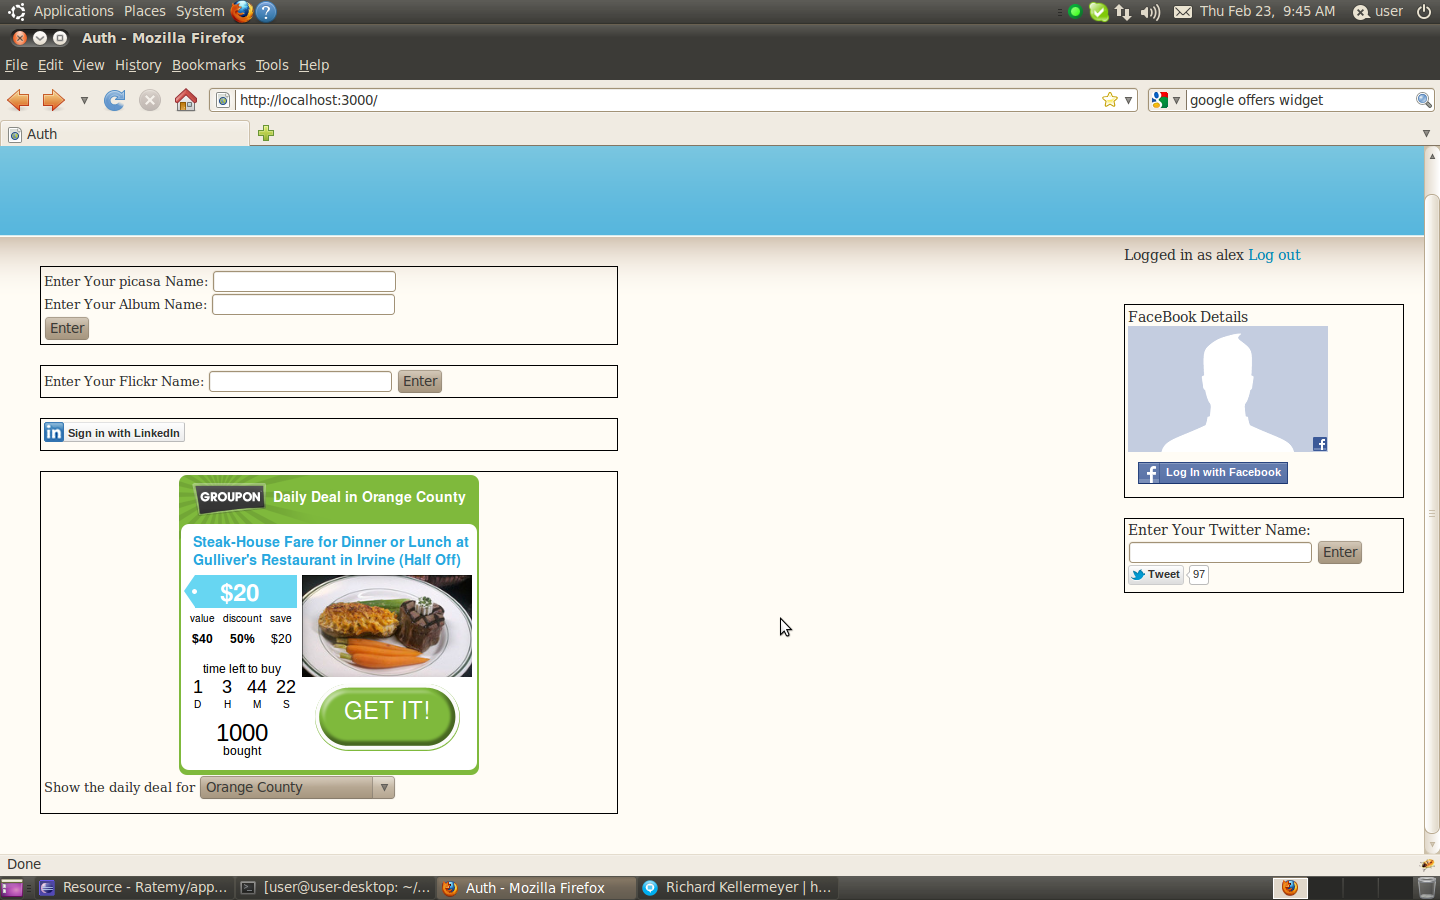 Applications Places System
Thu Feb 23, 9:45 AM user
Auth - Mozilla Firefox
File Edit View History Bookmarks Tools Help
http://localhost:3000/
google offers widget
Auth
Logged in as alex Log out
Enter Your picasa Name:
Enter Your Album Name:
Enter
Enter Your Flickr Name: Enter
in Sign in with LinkedIn
GROUPON Daily Deal in Orange County
Steak-House Fare for Dinner or Lunch at
Gulliver's Restaurant in Irvine (Half Off)
$20
value discount save
$40 50% $20
time left to buy
1 3 44 22
D H M S
GET IT!
1000
bought
Show the daily deal for Orange County
FaceBook Details
f
f Log In with Facebook
Enter Your Twitter Name:
Enter
Tweet 97
Done
Resource - Ratemy/app...
[user@user-desktop: ~/...
Auth - Mozilla Firefox
Richard Kellermeyer | h...